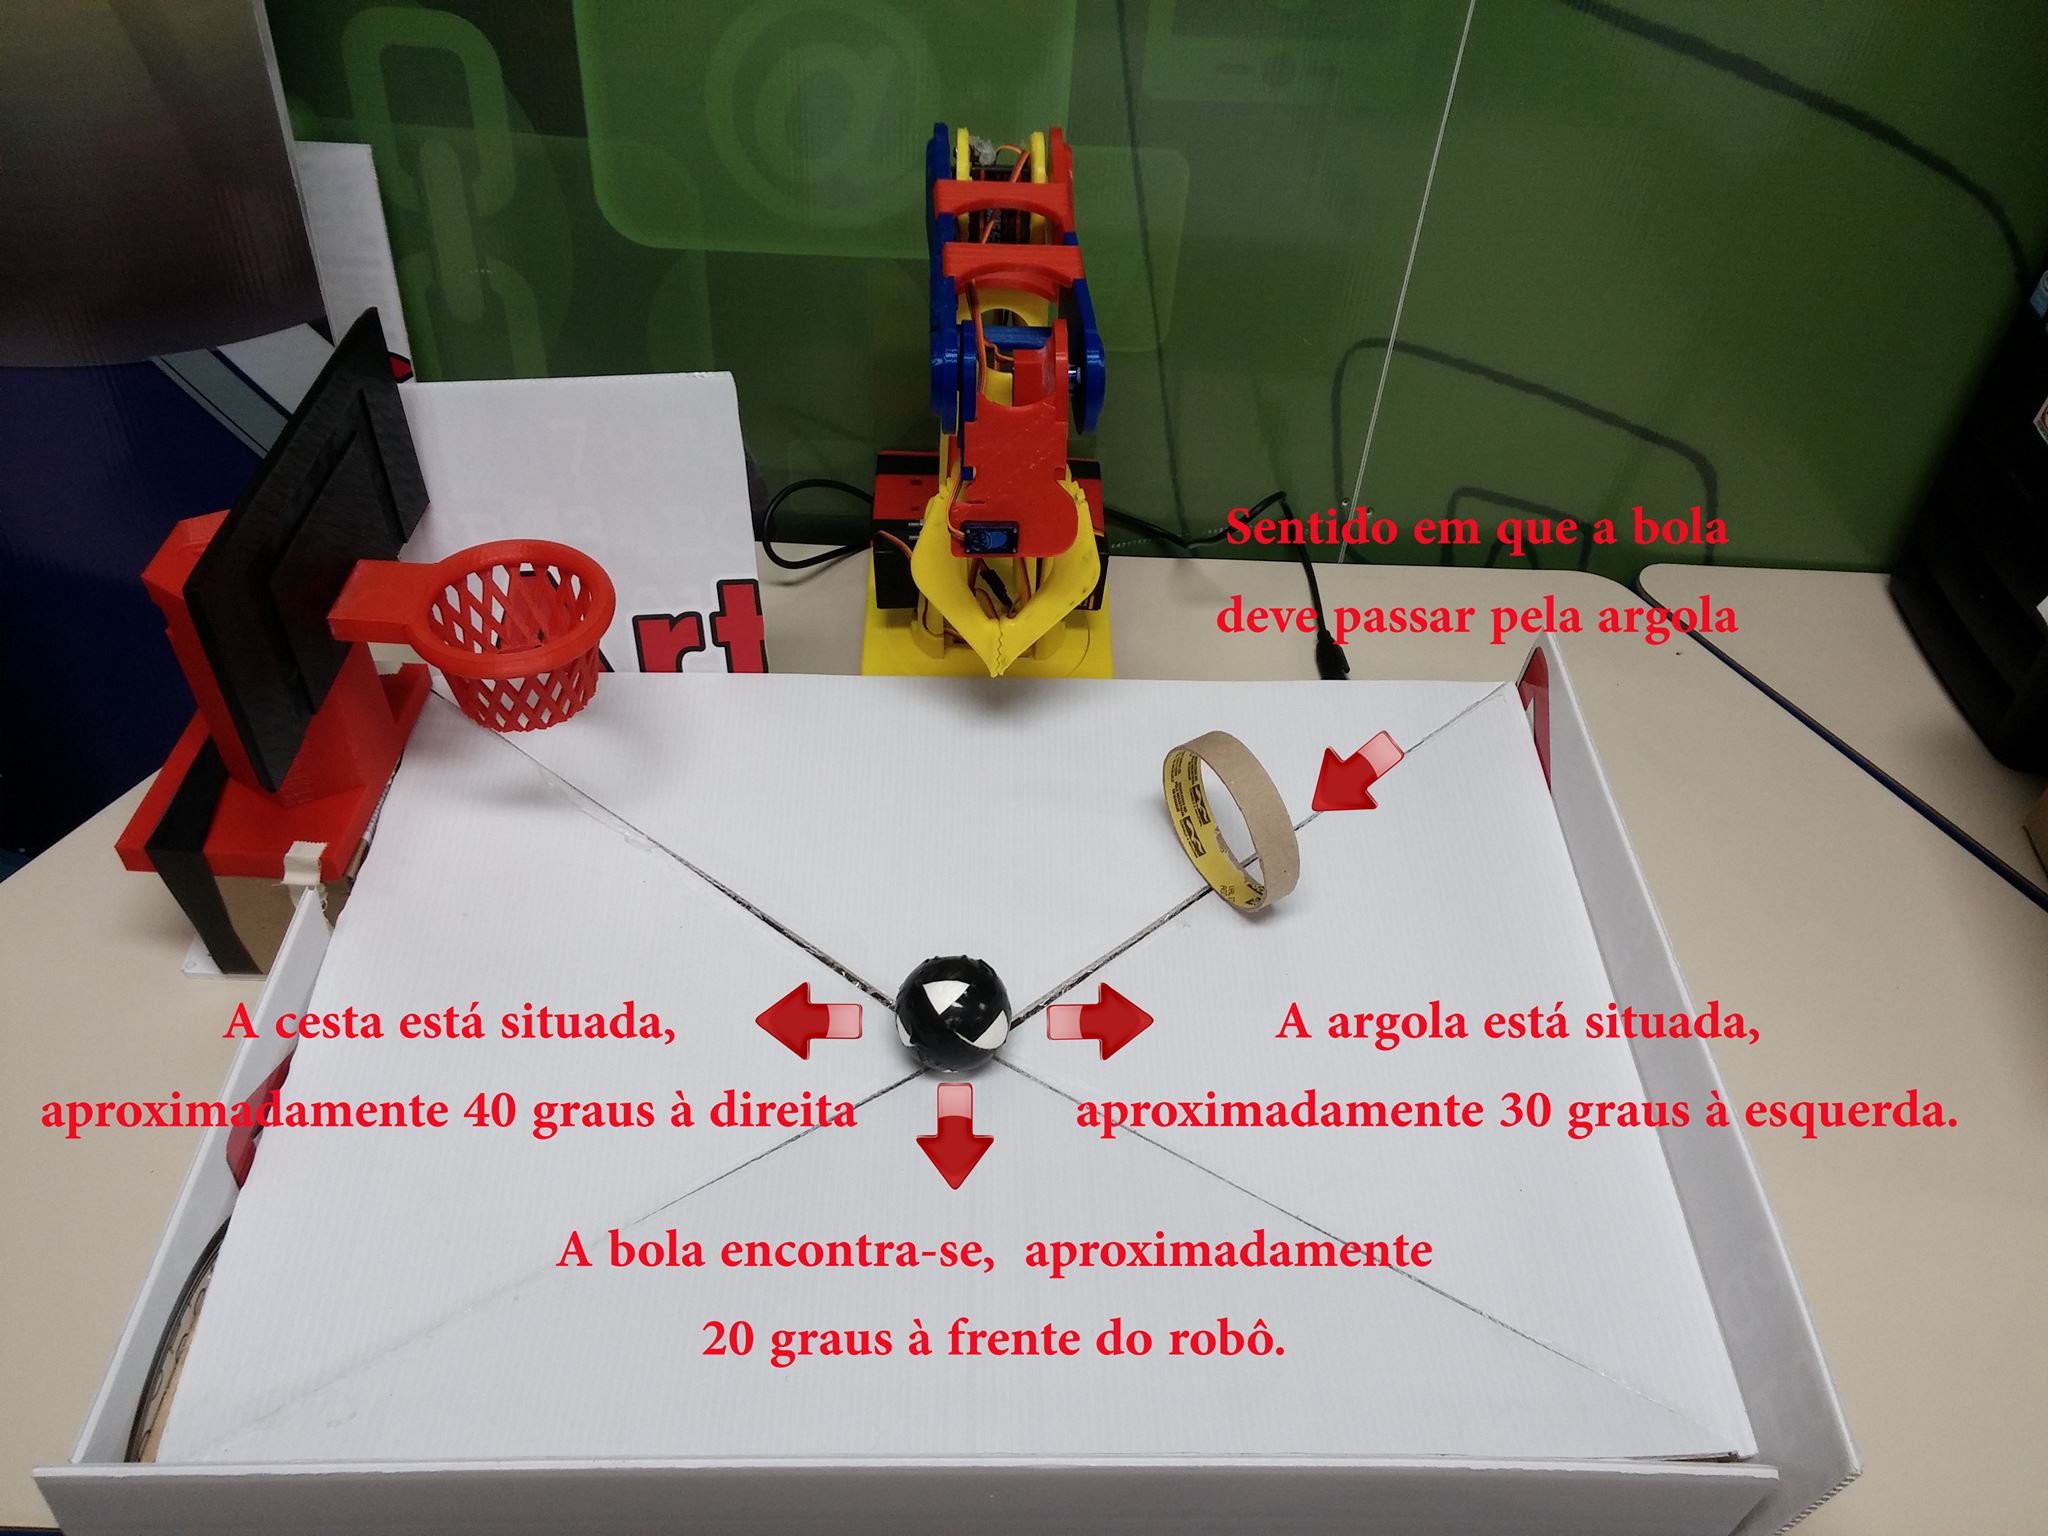 Art
Sentido em que a bola
deve passar pela argola
A cesta está situada,
aproximadamente 40 graus à direita
A argola está situada,
aproximadamente 30 graus à esquerda.
A bola encontra-se, aproximadamente
20 graus à frente do robô.